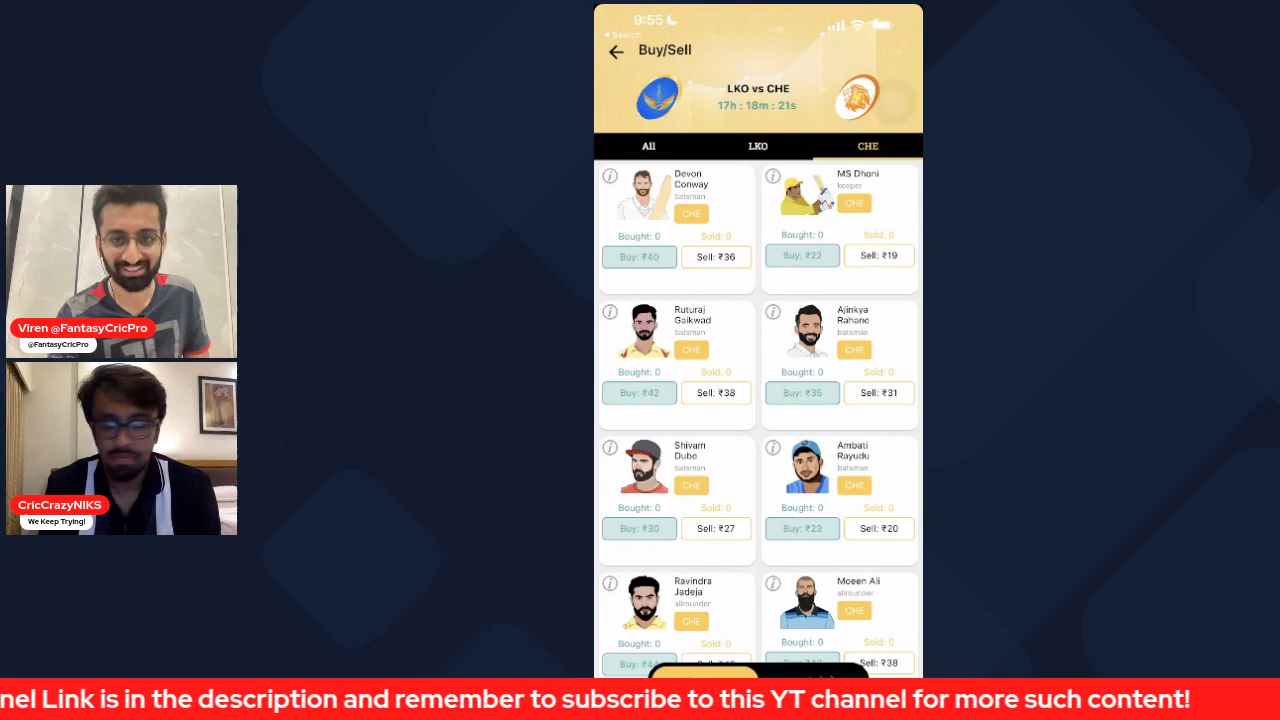 9:55
Search
Buy/Sell
LKO vs CHE
17h : 18m : 21s
All
LKO
CHE
Devon
Conway
batsman
CHE
Bought: 0
Sold: 0
Buy: ₹40
Sell: ₹36
MS Dhoni
keeper
CHE
Bought: 0
Sold: 0
Buy: ₹22
Sell: ₹19
Ruturaj
Gaikwad
batsman
CHE
Bought: 0
Sold: 0
Buy: ₹42
Sell: ₹38
Ajinkya
Rahane
batsman
CHE
Bought: 0
Sold: 0
Buy: ₹35
Sell: ₹31
Shivam
Dube
batsman
CHE
Bought: 0
Sold: 0
Buy: ₹30
Sell: ₹27
Ambati
Rayudu
batsman
CHE
Bought: 0
Sold: 0
Buy: ₹23
Sell: ₹20
Ravindra
Jadeja
allrounder
CHE
Bought: 0
Sold: 0
Moeen Ali
allrounder
CHE
Bought: 0
Sold: 0
Sell: ₹38
Viren @FantasyCricPro
@FantasyCricPro
CricCrazyNIKS
We Keep Trying!
nel Link is in the description and remember to subscribe to this YT channel for more such content!